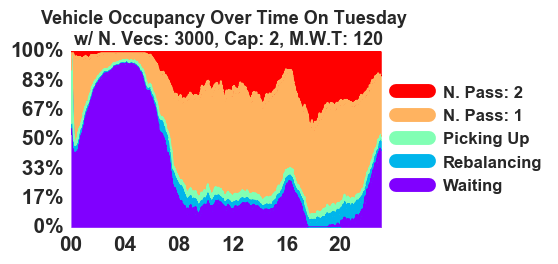 Vehicle Occupancy Over Time On Tuesday
w/ N. Vecs: 3000, Cap: 2, M.W.T: 120
100%
83%
67%
50%
33%
17%
0%
00 04 08 12 16 20
N. Pass: 2
N. Pass: 1
Picking Up
Rebalancing
Waiting